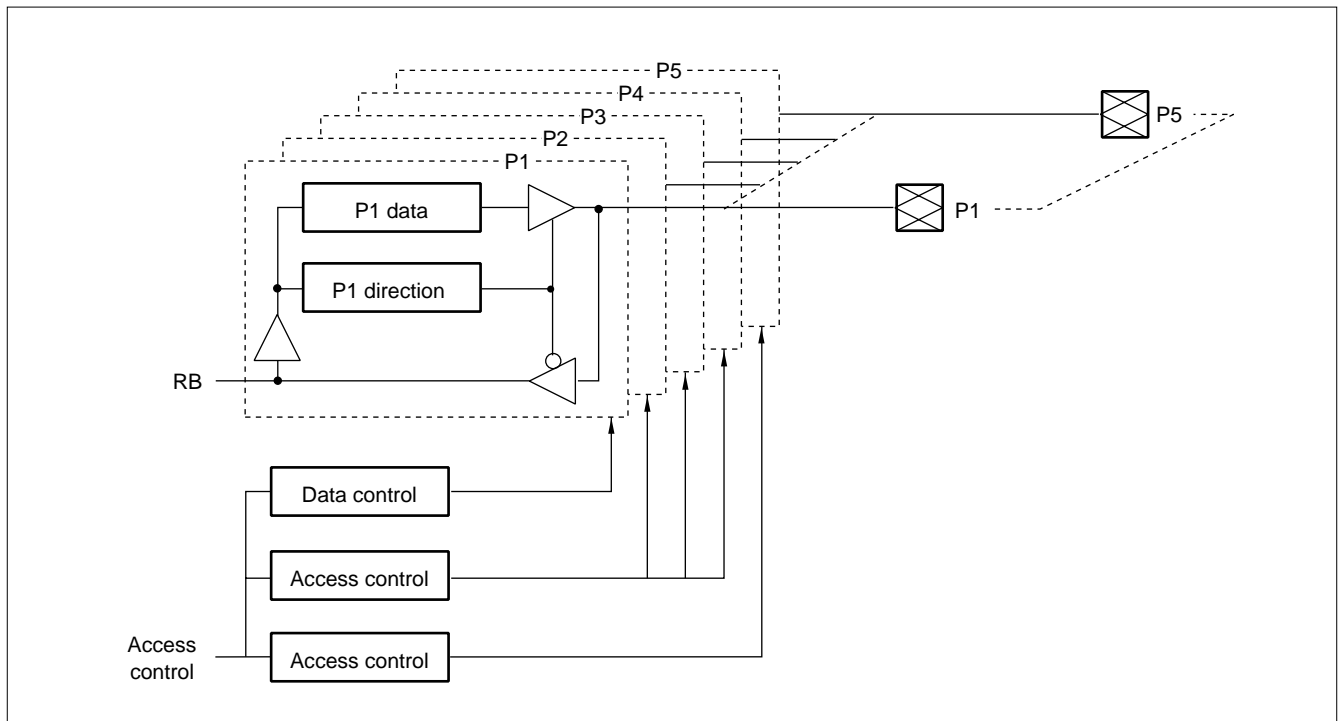 P5
P4
P3
P2
P1
P5
P1 data
P1
P1 direction
RB
Data control
Access control
Access
control
Access control